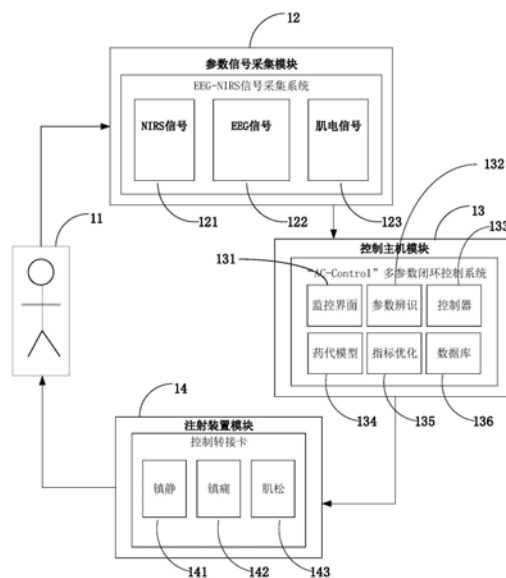 12
参数信号采集模块
EEG-NIRS信号采集系统
NIRS信号
EEG信号
肌电信号
121
122
123
132
11
13
133
控制主机模块
131
“AC-Control”多参数闭环控制系统
监控界面
参数辨识
控制器
药代模型
指标优化
数据库
134
135
136
14
注射装置模块
控制转接卡
镇静
镇痛
肌松
141
142
143